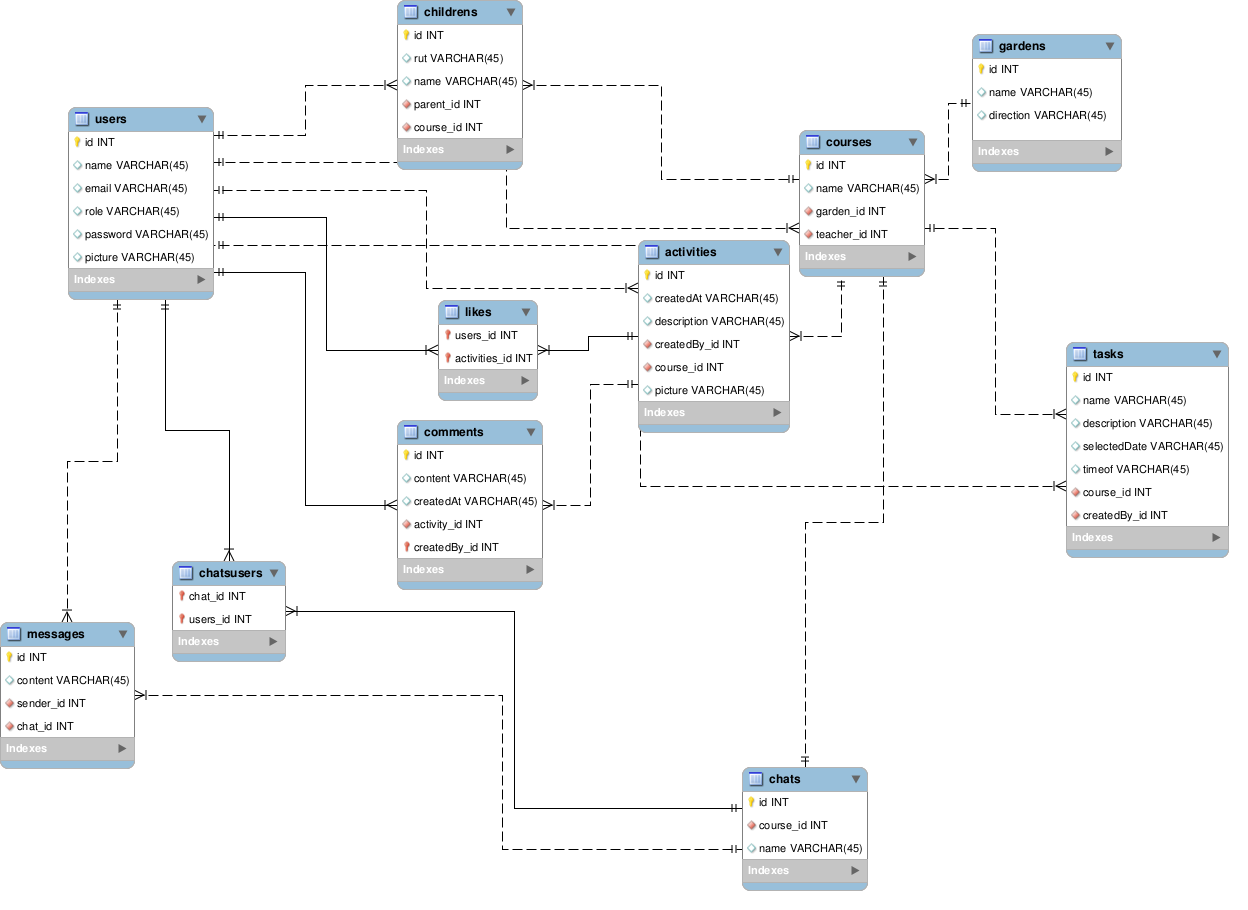 childrens
id INT
rut VARCHAR(45)
name VARCHAR(45)
parent_id INT
course_id INT
Indexes
gardens
id INT
name VARCHAR(45)
direction VARCHAR(45)
Indexes
users
id INT
name VARCHAR(45)
email VARCHAR(45)
role VARCHAR(45)
password VARCHAR(45)
picture VARCHAR(45)
Indexes
courses
id INT
name VARCHAR(45)
garden_id INT
teacher_id INT
Indexes
activities
id INT
createdAt VARCHAR(45)
description VARCHAR(45)
createdBy_id INT
course_id INT
picture VARCHAR(45)
Indexes
likes
users_id INT
activities_id INT
Indexes
tasks
id INT
name VARCHAR(45)
description VARCHAR(45)
selectedDate VARCHAR(45)
timeof VARCHAR(45)
course_id INT
createdBy_id INT
Indexes
comments
id INT
content VARCHAR(45)
createdAt VARCHAR(45)
activity_id INT
createdBy_id INT
Indexes
chatsusers
chat_id INT
users_id INT
Indexes
messages
id INT
content VARCHAR(45)
sender_id INT
chat_id INT
Indexes
chats
id INT
course_id INT
name VARCHAR(45)
Indexes